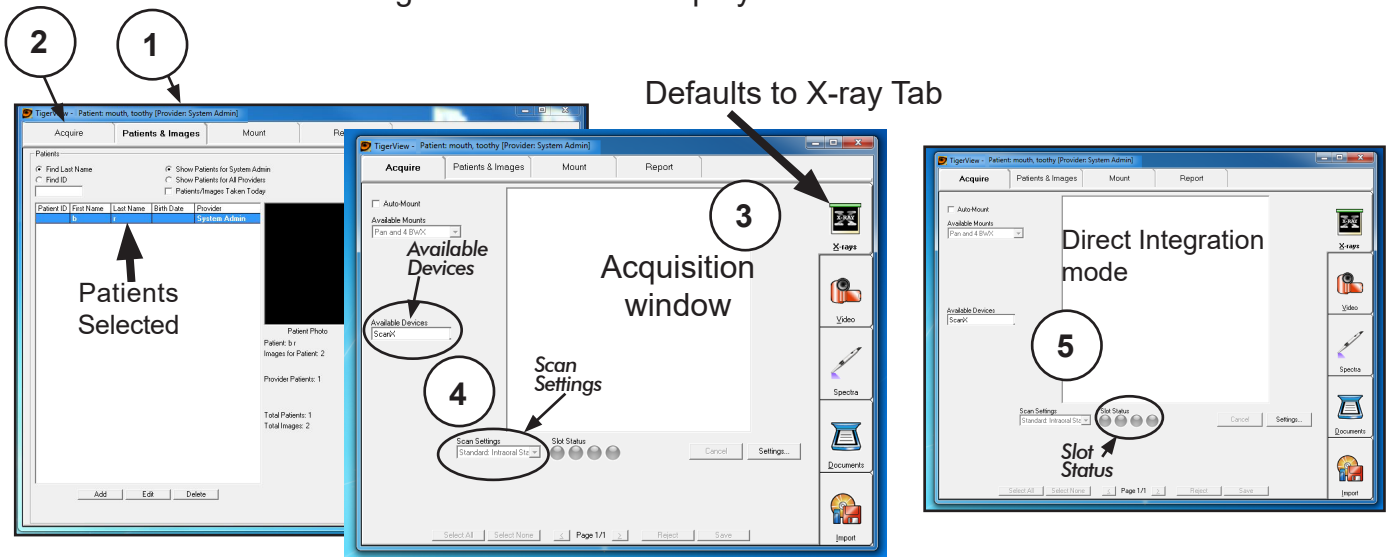 2
1
Defaults to X-ray Tab
TigerView - Patient: mouth, toothy [Provider: System Admin]
Acquire
Patients & Images
Mount
Re
Patients
Find Last Name
Find ID
Show Patients for System Admin
Show Patients for All Providers
Patients/Images Taken Today
Patient ID First Name Last Name Birth Date Provider
b r System Admin
Patients
Selected
Patient Photo
Patient: b r
Images for Patient: 2
Provider Patients: 1
Total Patients: 1
Total Images: 2
Add Edit Delete
TigerView - Patient: mouth, toothy [Provider: System Admin]
Acquire
Patients & Images
Mount
Report
Auto-Mount
Available Mounts
Pan and 4 BWX
Available
Devices
Available Devices
ScanX
3
Acquisition
window
4
Scan
Settings
Scan Settings
Standard: Intraoral Sta
Slot Status
Cancel
Settings...
Select All Select None < Page 1/1 > Reject Save
X-RAY
X-rays
Video
Spectra
Documents
Import
TigerView - Patient: mouth, toothy [Provider: System Admin]
Acquire
Patients & Images
Mount
Report
Auto-Mount
Available Mounts
Pan and 4 BWX
Direct Integration
mode
Available Devices
ScanX
5
Scan Settings
Standard: Intraoral Sta
Slot Status
Cancel
Settings...
Slot
Status
Select All Select None < Page 1/1 > Reject Save
X-RAY
X-rays
Video
Spectra
Documents
Import